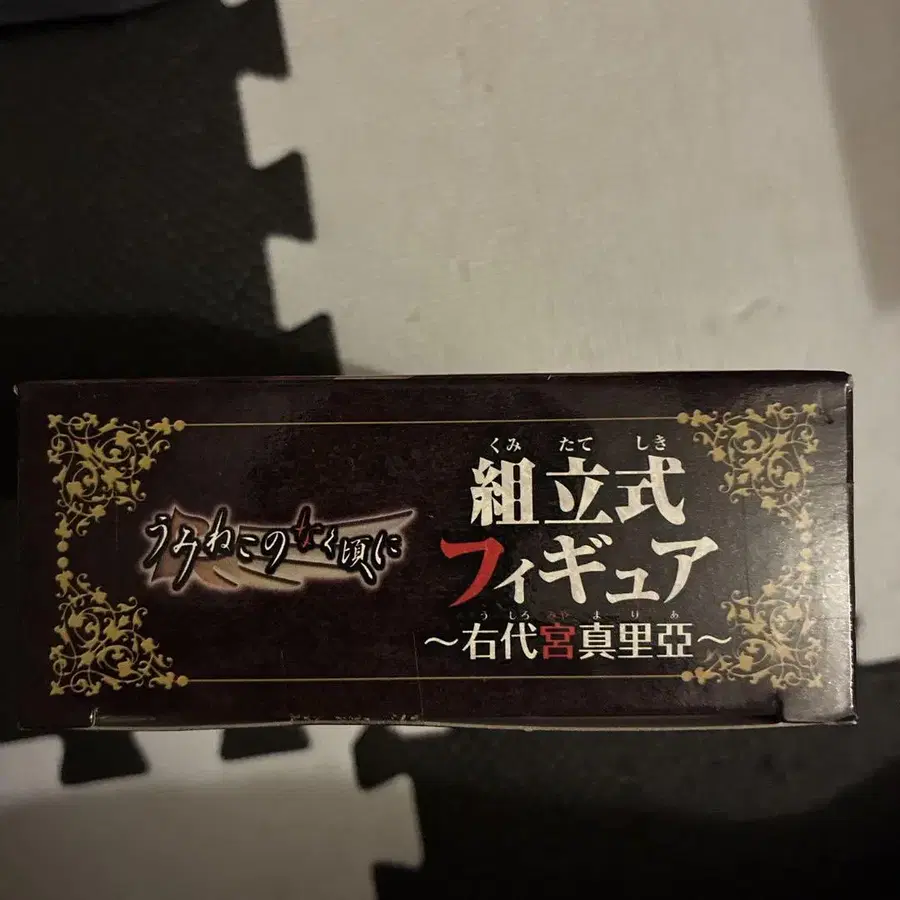 うみねこのなく頃に
くみ たて しき
組立式
フィギュア
うしろ みや まりあ
～右代宮真里亞～